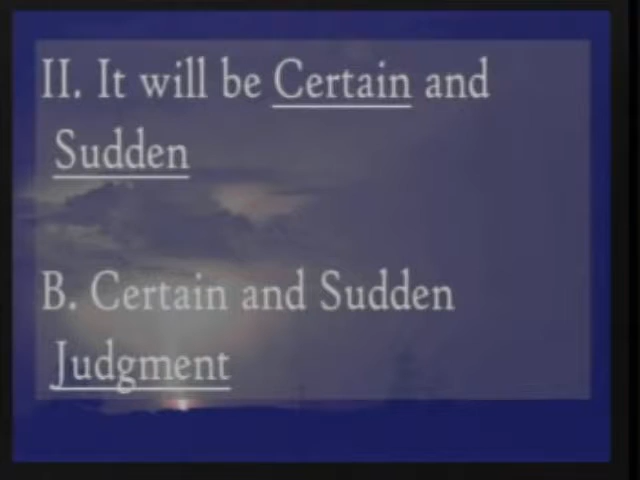 II. It will be Certain and
Sudden
B. Certain and Sudden
Judgment